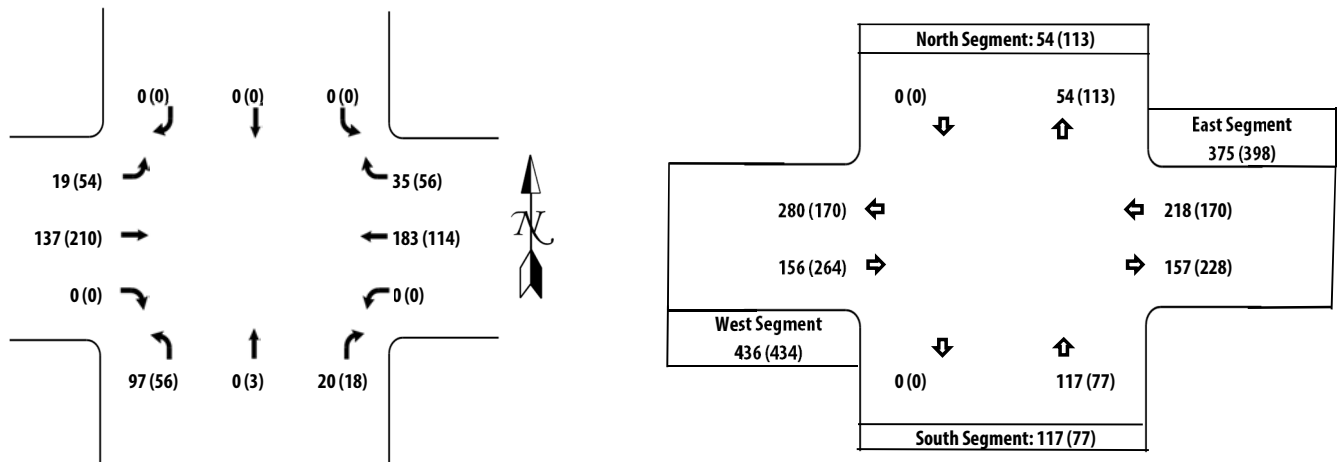 0 (0) 0 (0) 0 (0)
19 (54) 35 (56)
137 (210) 183 (114)
0 (0) 0 (0)
97 (56) 0 (3) 20 (18)
N
North Segment: 54 (113)
0 (0) 54 (113)
East Segment
375 (398)
280 (170) 218 (170)
156 (264) 157 (228)
West Segment
436 (434)
0 (0) 117 (77)
South Segment: 117 (77)